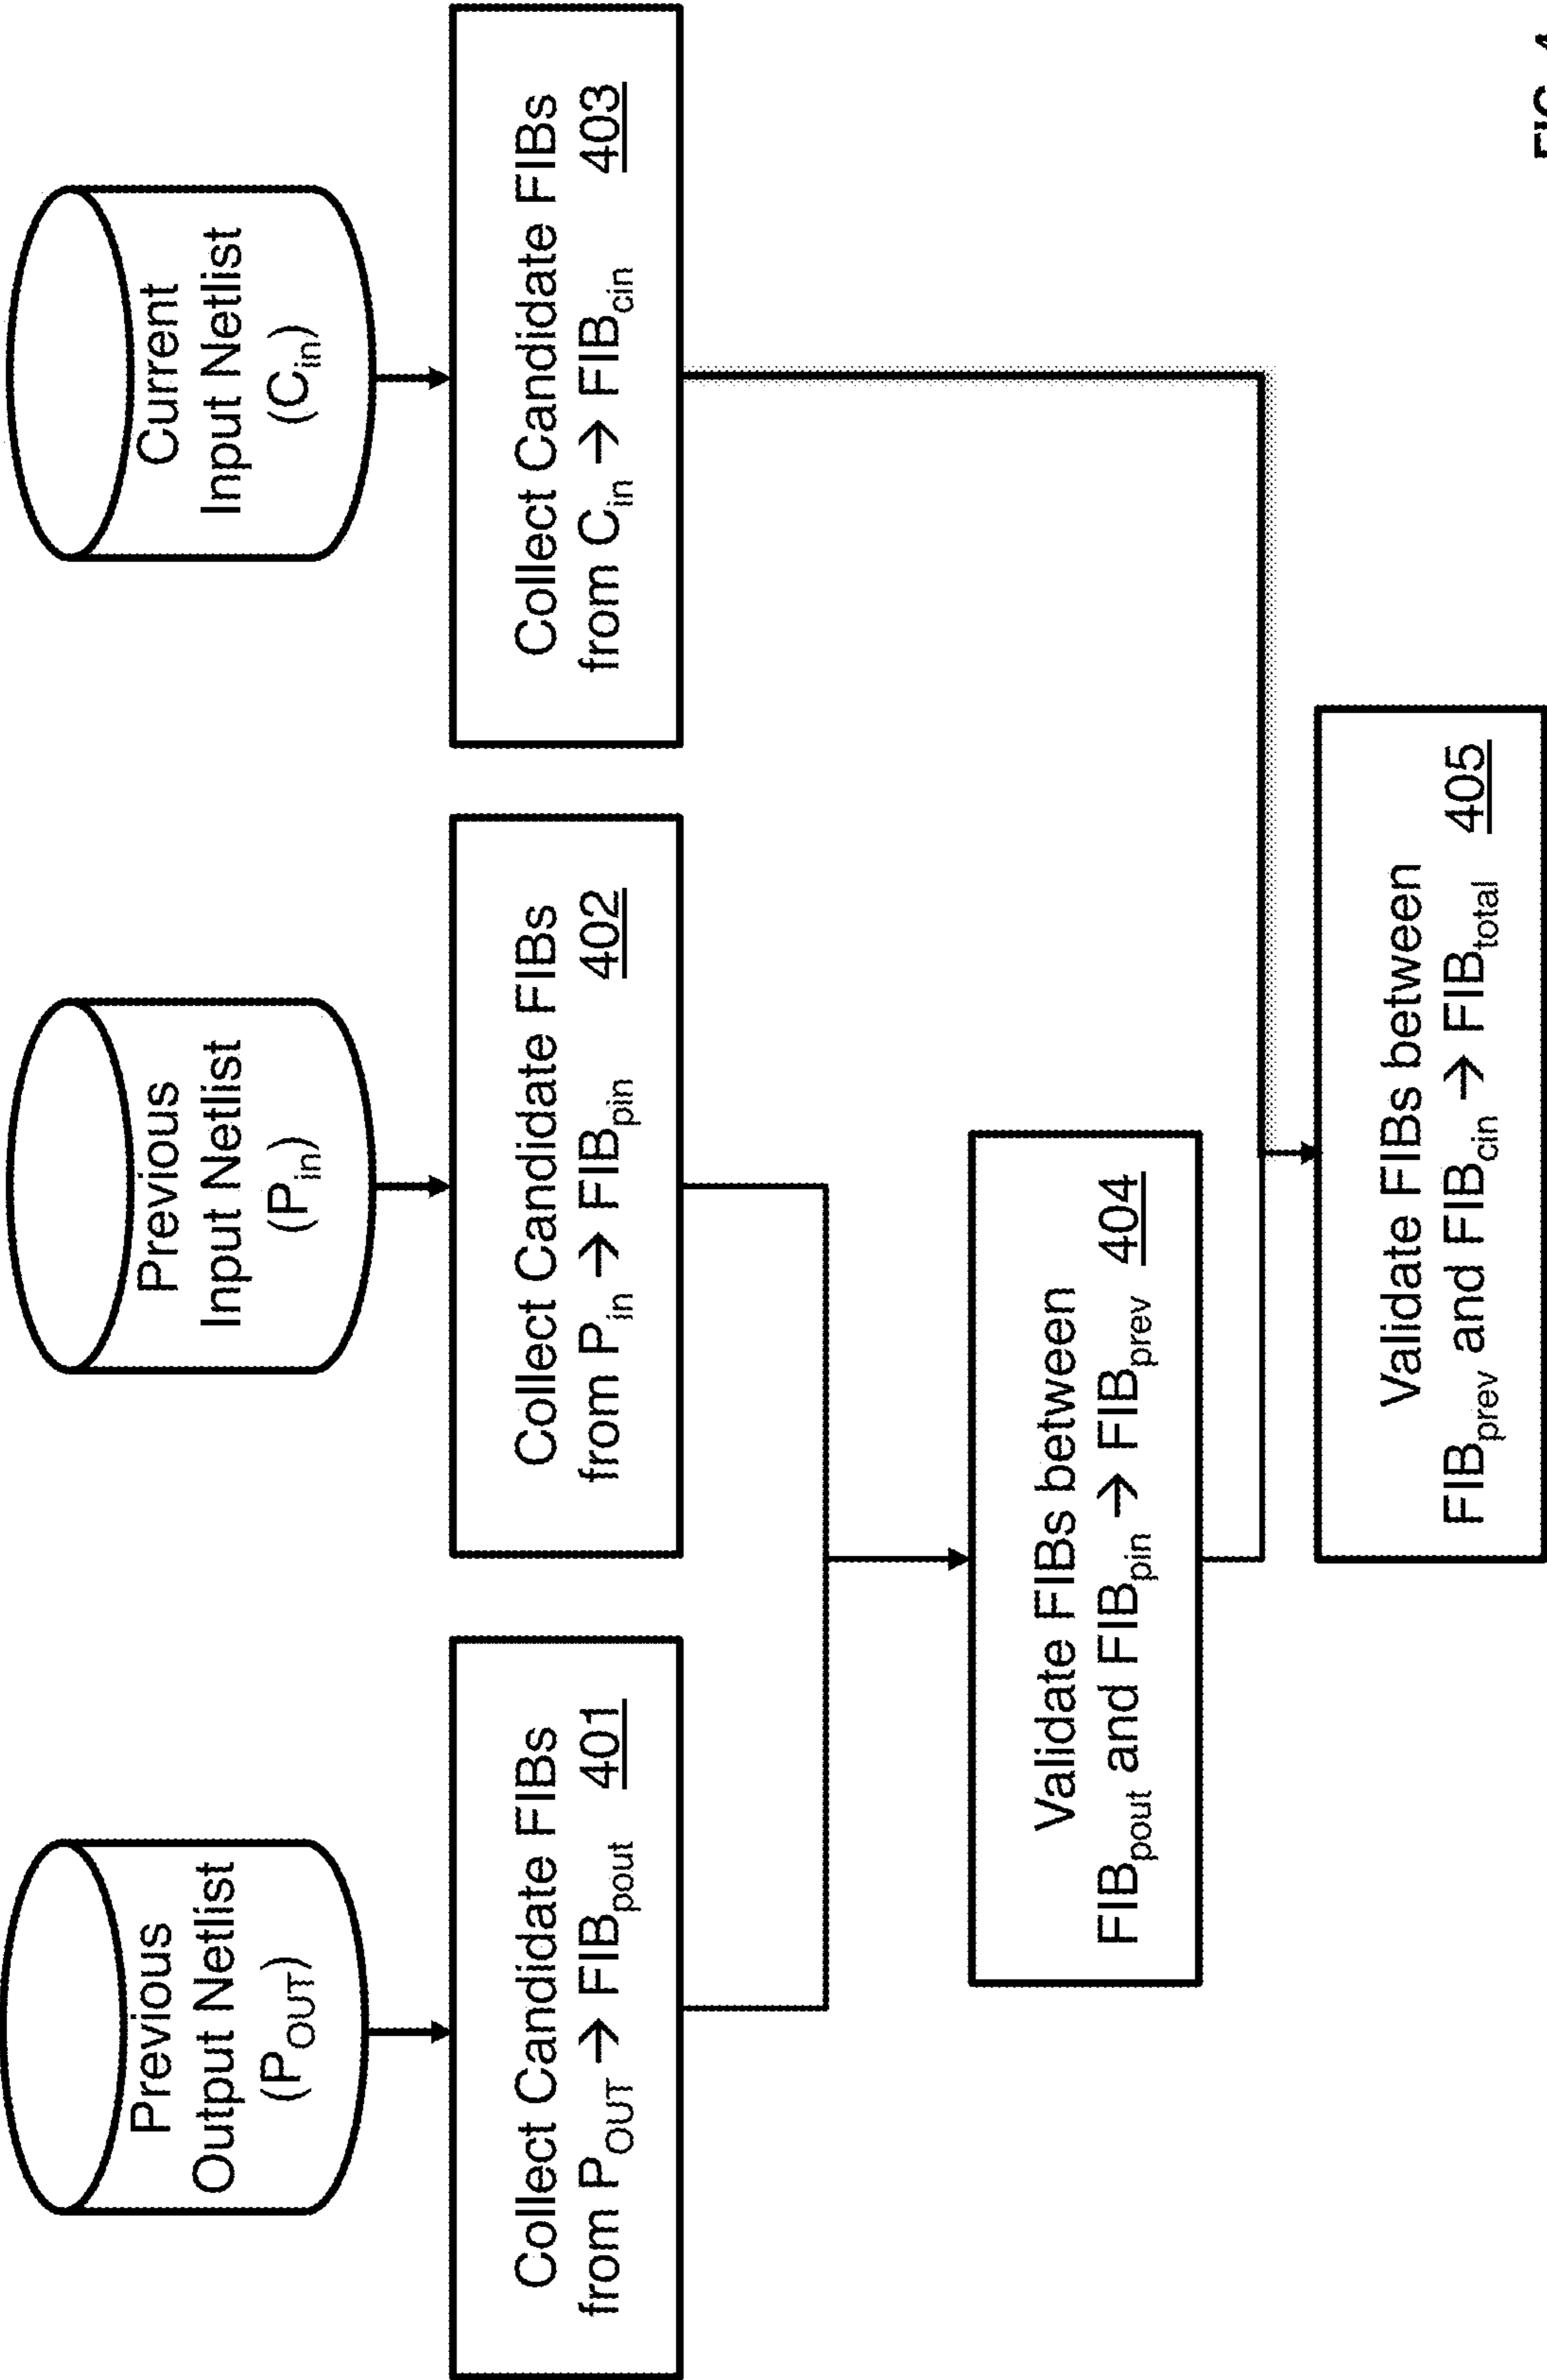 Previous
Output Netlist
(P_OUT)
Previous
Input Netlist
(P_in)
Current
Input Netlist
(C_in)
Collect Candidate FIBs
from P_OUT → FIB_pout 401
Collect Candidate FIBs
from P_in → FIB_pin 402
Collect Candidate FIBs
from C_in → FIB_cin 403
Validate FIBs between
FIB_pout and FIB_pin → FIB_prev 404
Validate FIBs between
FIB_prev and FIB_cin → FIB_total 405
FIG. 4